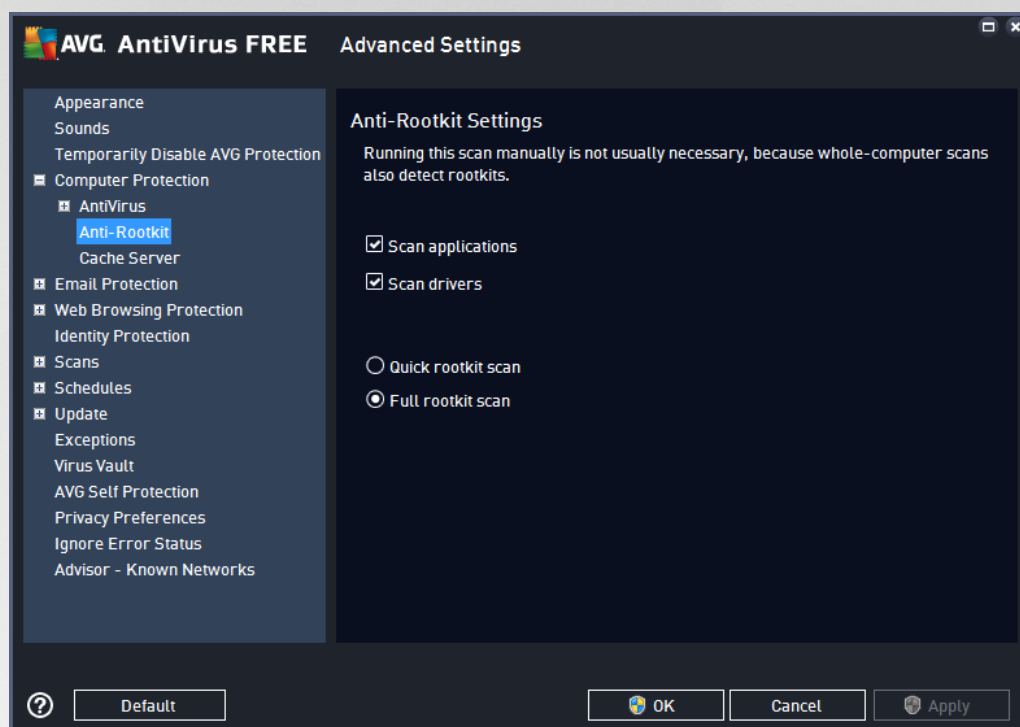 AVG. AntiVirus FREE Advanced Settings
Appearance
Sounds
Temporarily Disable AVG Protection
Computer Protection
AntiVirus
Anti-Rootkit
Cache Server
Email Protection
Web Browsing Protection
Identity Protection
Scans
Schedules
Update
Exceptions
Virus Vault
AVG Self Protection
Privacy Preferences
Ignore Error Status
Advisor - Known Networks
Anti-Rootkit Settings
Running this scan manually is not usually necessary, because whole-computer scans
also detect rootkits.
Scan applications
Scan drivers
Quick rootkit scan
Full rootkit scan
? Default OK Cancel Apply